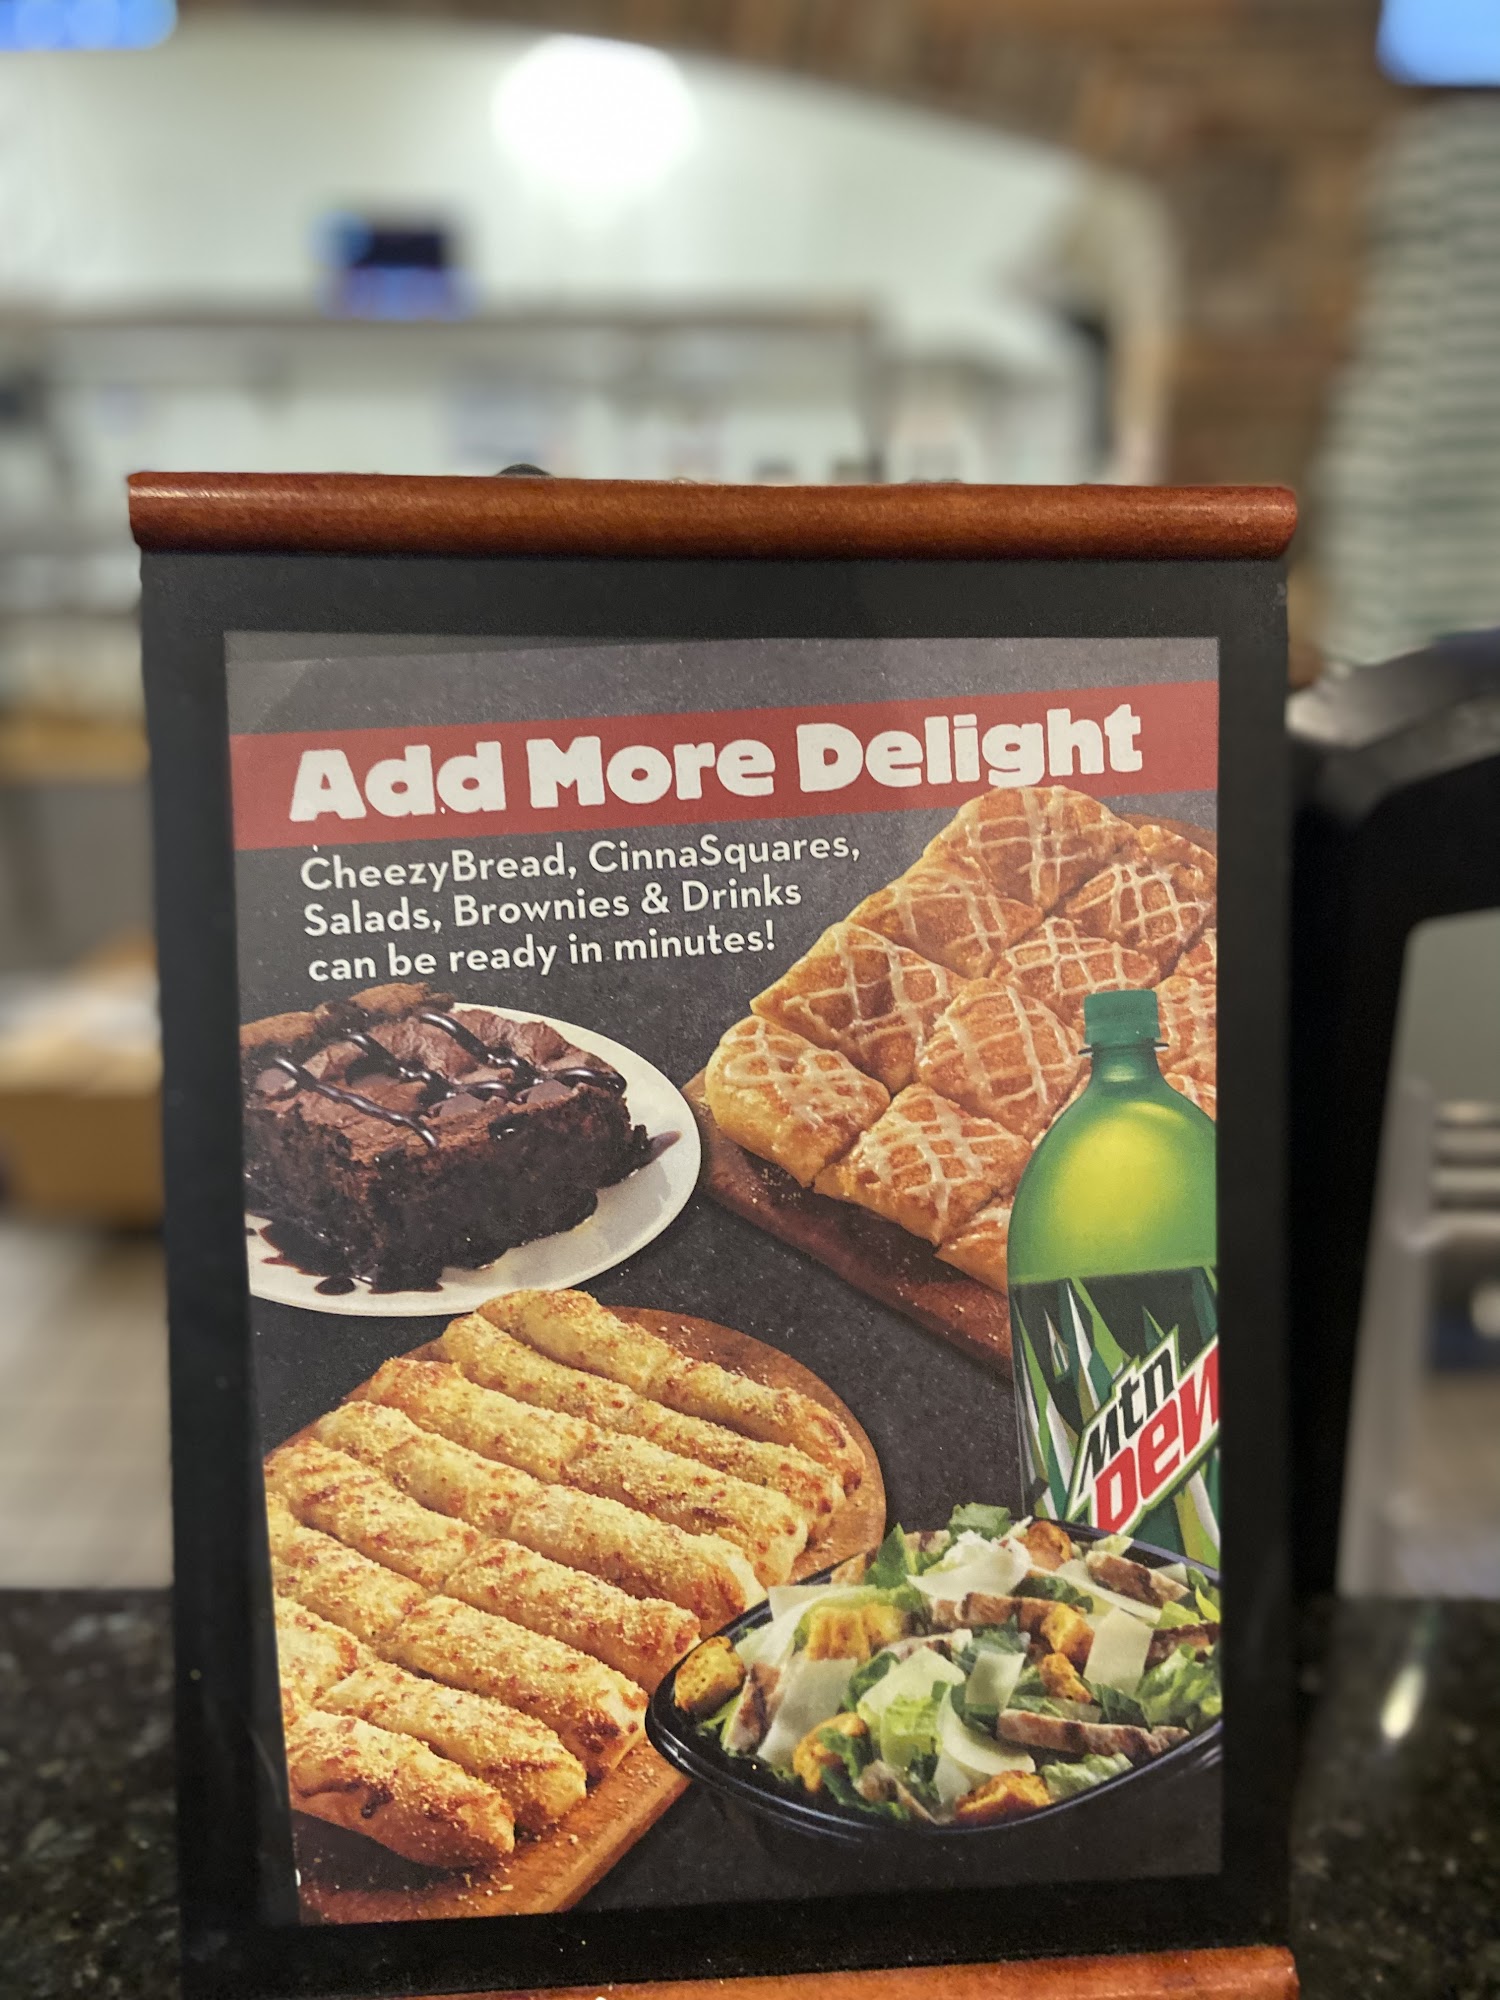 Add More Delight
CheezyBread, CinnaSquares,
Salads, Brownies & Drinks
can be ready in minutes!
Mtn
DEW